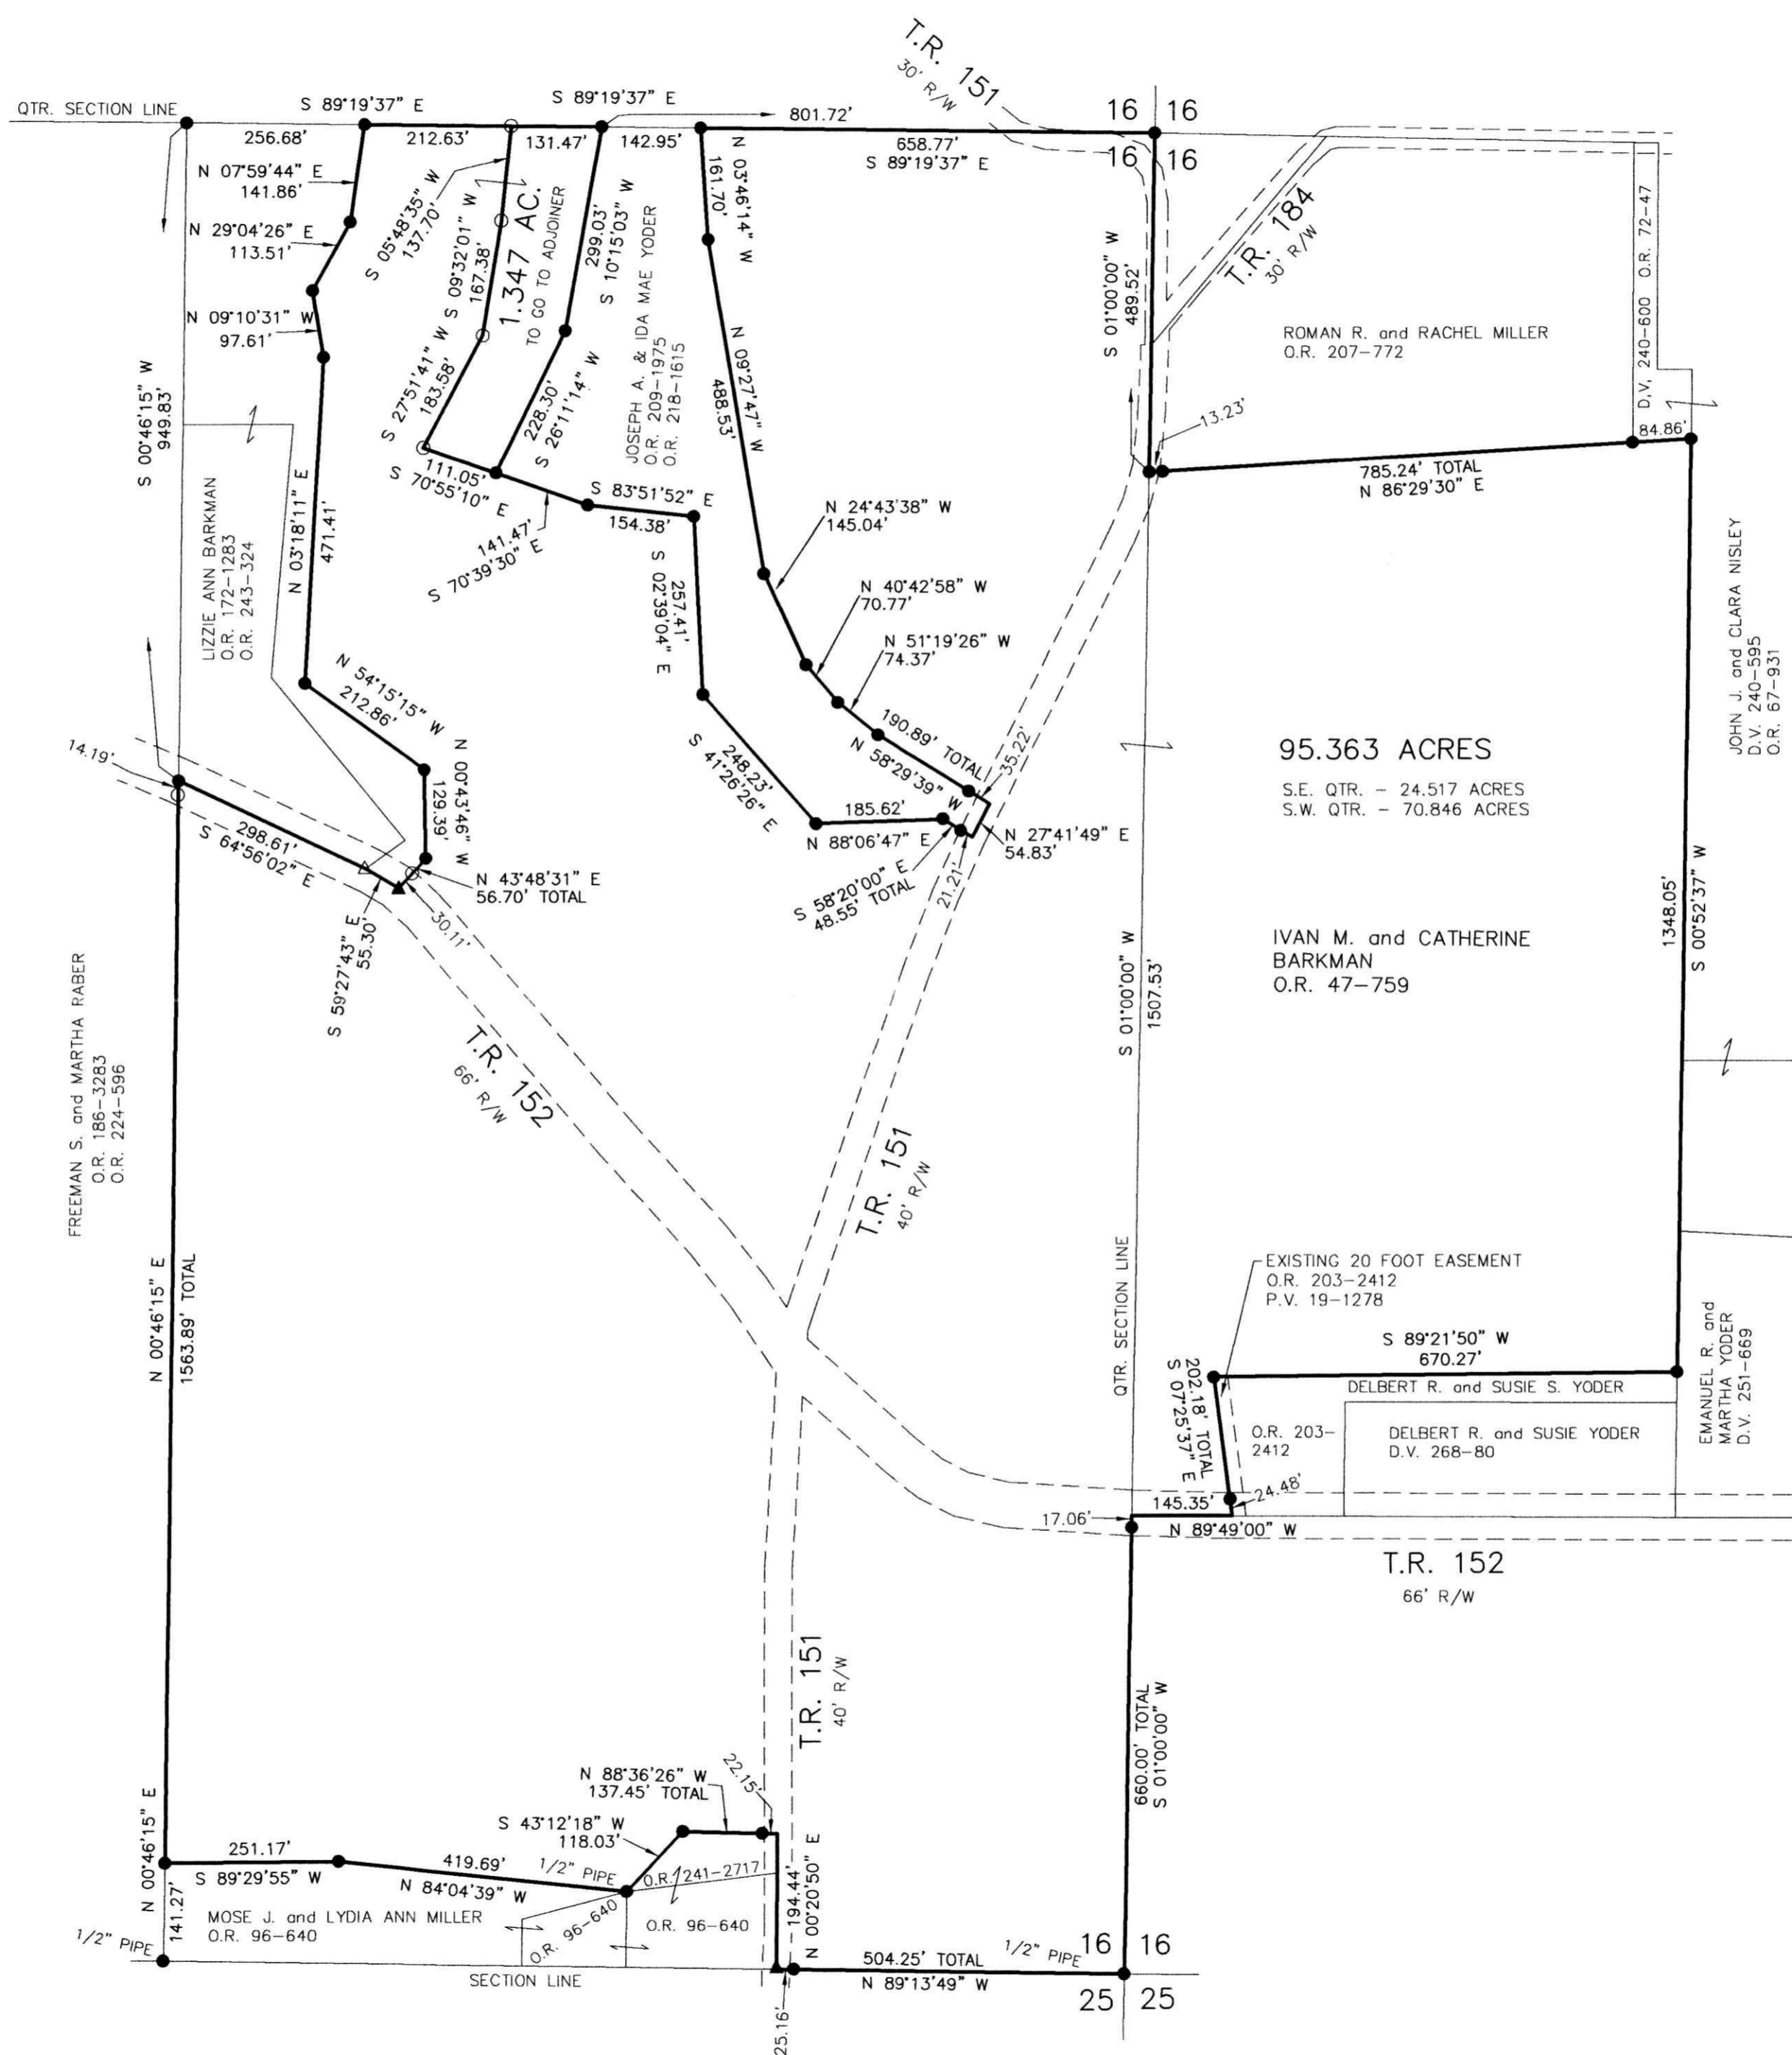 T.R. 151
30' R/W
QTR. SECTION LINE
S 89°19'37" E
S 89°19'37" E
801.72'
16 16
16 16
256.68'
212.63'
131.47'
142.95'
658.77'
S 89°19'37" E
N 07°59'44" E
141.86'
N 29°04'26" E
113.51'
N 09°10'31" W
97.61'
S 00°46'15" W
949.83'
S 05°48'35" W
137.70'
S 09°32'01" W
167.38'
S 27°51'41" W
183.58'
1.347 AC.
TO GO TO ADJOINER
299.03'
S 10°15'03" W
228.30'
S 26°11'14" W
JOSEPH A. & IDA MAE YODER
O.R. 209-1975
O.R. 218-1615
N 03°46'14" W
161.70'
N 09°27'47" W
488.53'
S 01°00'00" W
489.52'
T.R. 184
30' R/W
ROMAN R. and RACHEL MILLER
O.R. 207-772
D.V, 240-600 O.R. 72-47
84.86'
13.23'
785.24' TOTAL
N 86°29'30" E
LIZZIE ANN BARKMAN
O.R. 172-1283
O.R. 243-324
N 03°18'11" E
471.41'
111.05'
S 70°55'10" E
141.47'
S 70°39'30" E
S 83°51'52" E
154.38'
257.41'
S 02°39'04" E
N 24°43'38" W
145.04'
N 40°42'58" W
70.77'
N 51°19'26" W
74.37'
190.89' TOTAL
N 58°29'39" W
35.22'
JOHN J. and CLARA NISLEY
D.V. 240-595
O.R. 67-931
N 54°15'15" W
212.86'
N 00°43'46" W
129.39'
14.19'
298.61'
S 64°56'02" E
248.23'
S 41°26'26" E
185.62'
N 88°06'47" E
N 27°41'49" E
54.83'
S 58°20'00" E
48.55' TOTAL
21.21'
N 43°48'31" E
56.70' TOTAL
30.11'
S 59°27'43" E
55.30'
95.363 ACRES
S.E. QTR. - 24.517 ACRES
S.W. QTR. - 70.846 ACRES
IVAN M. and CATHERINE
BARKMAN
O.R. 47-759
S 01°00'00" W
1507.53'
1348.05'
S 00°52'37" W
FREEMAN S. and MARTHA RABER
O.R. 186-3283
O.R. 224-596
T.R. 152
66' R/W
T.R. 151
40' R/W
N 00°46'15" E
1563.89' TOTAL
QTR. SECTION LINE
EXISTING 20 FOOT EASEMENT
O.R. 203-2412
P.V. 19-1278
S 89°21'50" W
670.27'
DELBERT R. and SUSIE S. YODER
202.18' TOTAL
S 07°25'37" E
O.R. 203-
2412
DELBERT R. and SUSIE YODER
D.V. 268-80
EMANUEL R. and
MARTHA YODER
D.V. 251-669
145.35'
24.48'
17.06'
N 89°49'00" W
T.R. 152
66' R/W
T.R. 151
40' R/W
660.00' TOTAL
S 01°00'00" W
N 88°36'26" W
137.45' TOTAL
22.15'
S 43°12'18" W
118.03'
N 00°46'15" E
141.27'
251.17'
S 89°29'55" W
419.69'
N 84°04'39" W
1/2" PIPE
O.R. 241-2717
194.44'
N 00°20'50" E
MOSE J. and LYDIA ANN MILLER
O.R. 96-640
O.R. 96-640
O.R. 96-640
1/2" PIPE
SECTION LINE
504.25' TOTAL
N 89°13'49" W
1/2" PIPE
16 16
25 25
25.16'